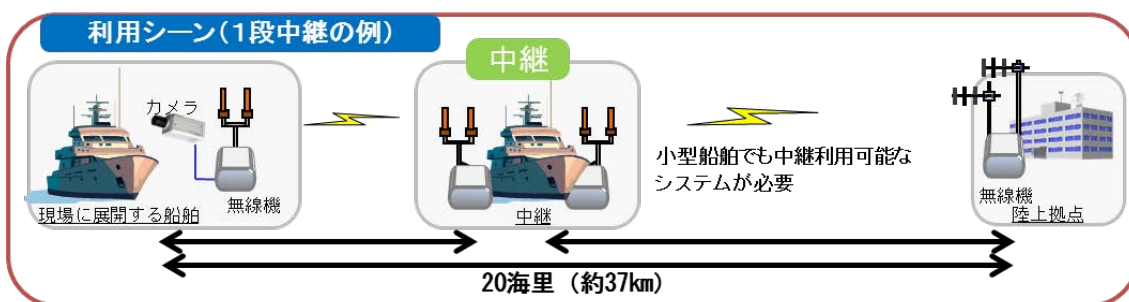 利用シーン（１段中継の例）
中継
カメラ
無線機
現場に展開する船舶
中継
小型船舶でも中継利用可能な
システムが必要
無線機
陸上拠点
20海里（約37km）